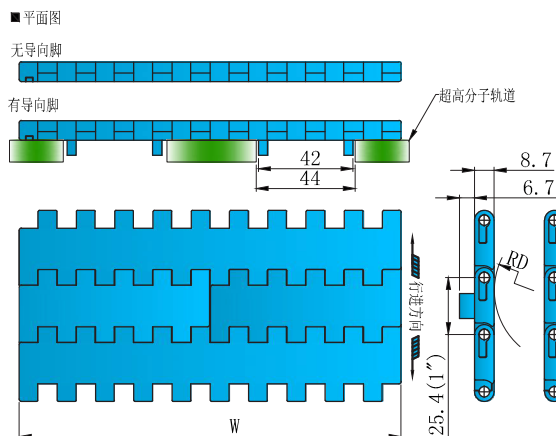 ■ 平面图
无导向脚
有导向脚
超高分子轨道
42
44
8.7
6.7
RD
行进方向
25.4(1″)
W